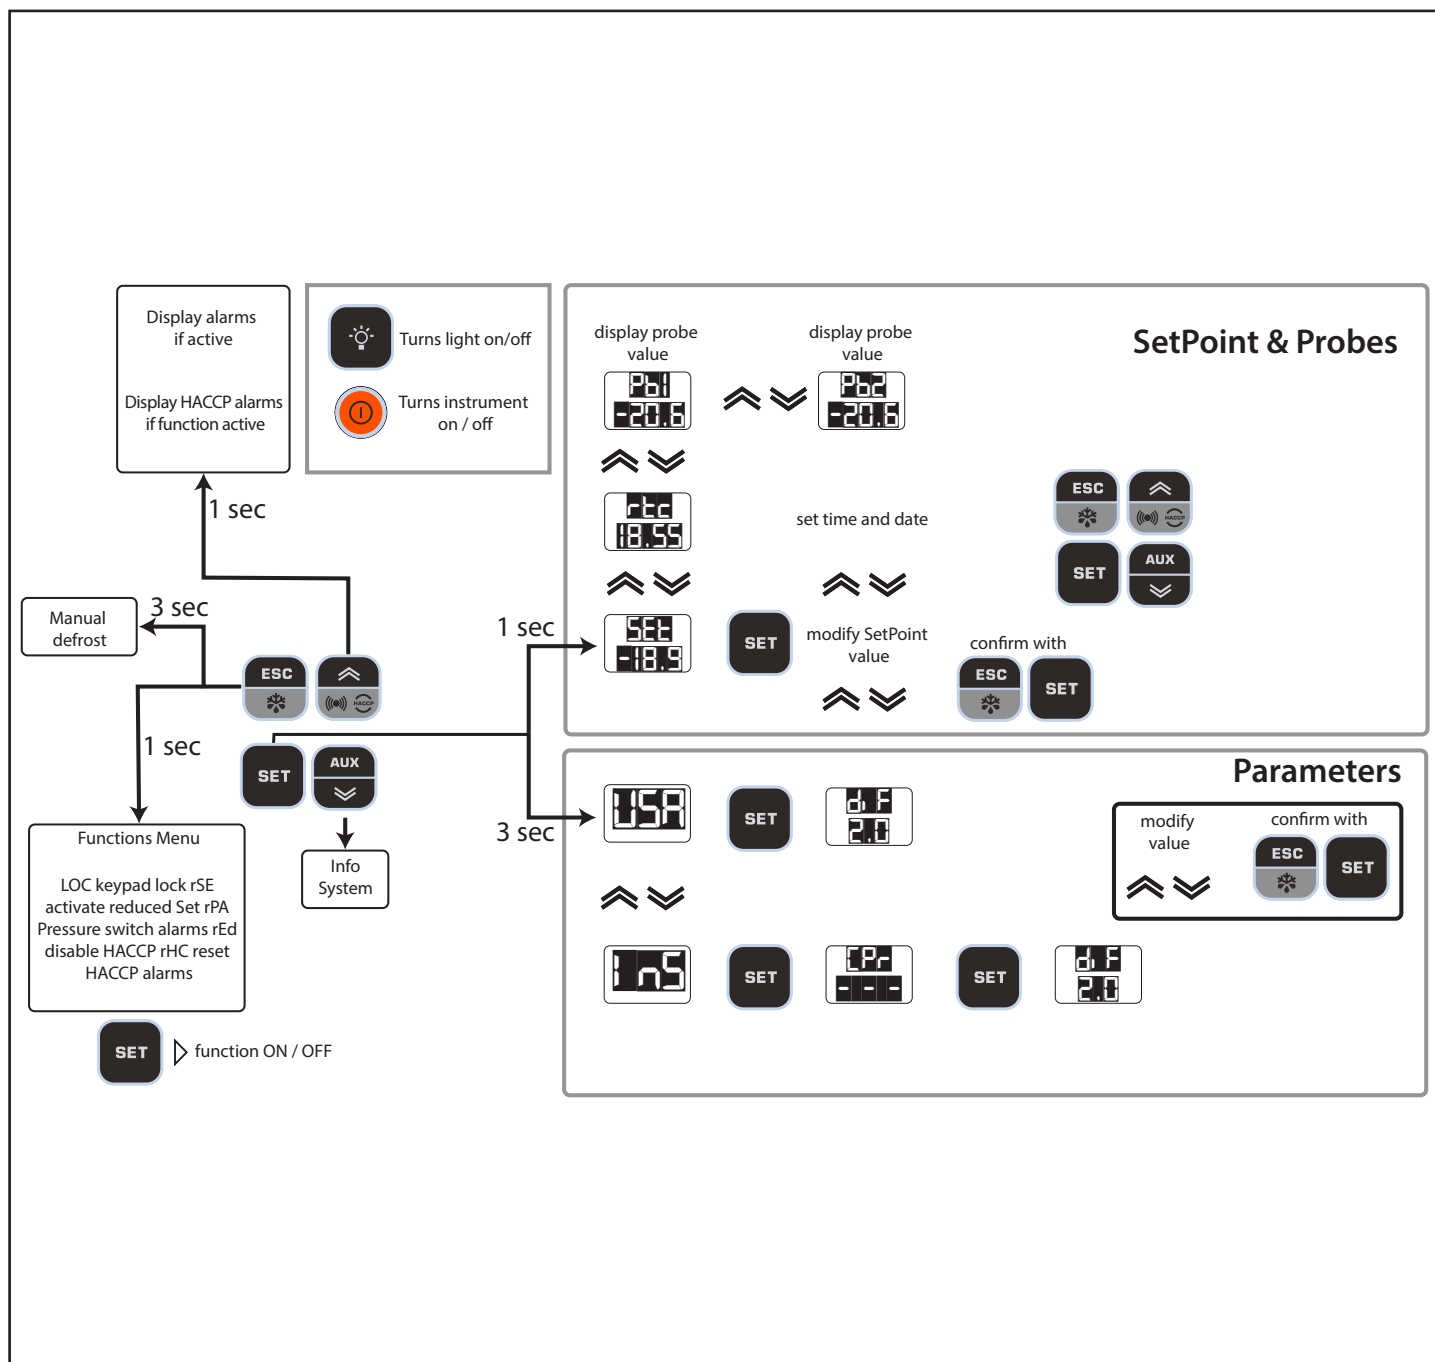 Display alarms
if active
Display HACCP alarms
if function active
Turns light on/off
Turns instrument
on / off
1 sec
3 sec
Manual
defrost
ESC
HACCP
1 sec
SET
AUX
Functions Menu
LOC keypad lock rSE
activate reduced Set rPA
Pressure switch alarms rEd
disable HACCP rHC reset
HACCP alarms
Info
System
SET
function ON / OFF
1 sec
3 sec
SetPoint & Probes
display probe
value
display probe
value
Pb1
-20.6
Pb2
-20.6
rtc
18.55
set time and date
ESC
HACCP
SET
AUX
SEt
-18.9
SET
modify SetPoint
value
confirm with
ESC
SET
Parameters
USA
SET
diF
2.0
modify
value
confirm with
ESC
SET
InS
SET
CPr
---
SET
diF
2.0